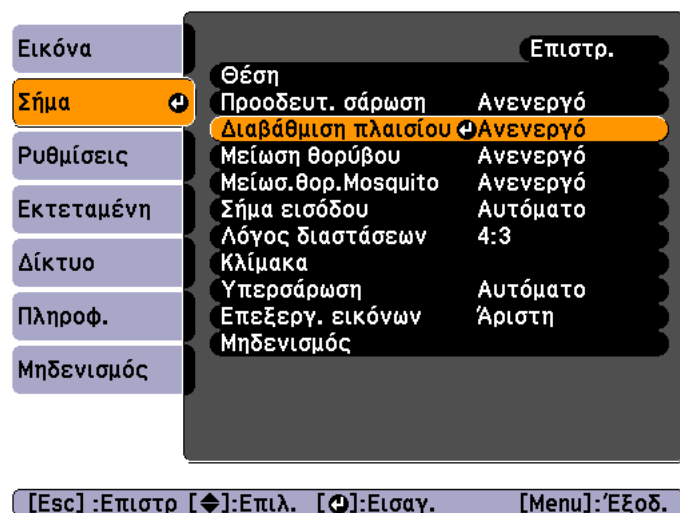 Εικόνα
Σήμα
Ρυθμίσεις
Εκτεταμένη
Δίκτυο
Πληροφ.
Μηδενισμός
Επιστρ.
Θέση
Προοδευτ. σάρωση Ανενεργό
Διαβάθμιση πλαισίου Ανενεργό
Μείωση θορύβου Ανενεργό
Μείωσ.θορ.Mosquito Ανενεργό
Σήμα εισόδου Αυτόματο
Λόγος διαστάσεων 4:3
Κλίμακα
Υπερσάρωση Αυτόματο
Επεξεργ. εικόνων Άριστη
Μηδενισμός
[Esc] :Επιστρ [◆]:Επιλ. [⏎]:Εισαγ. [Menu]:Έξοδ.